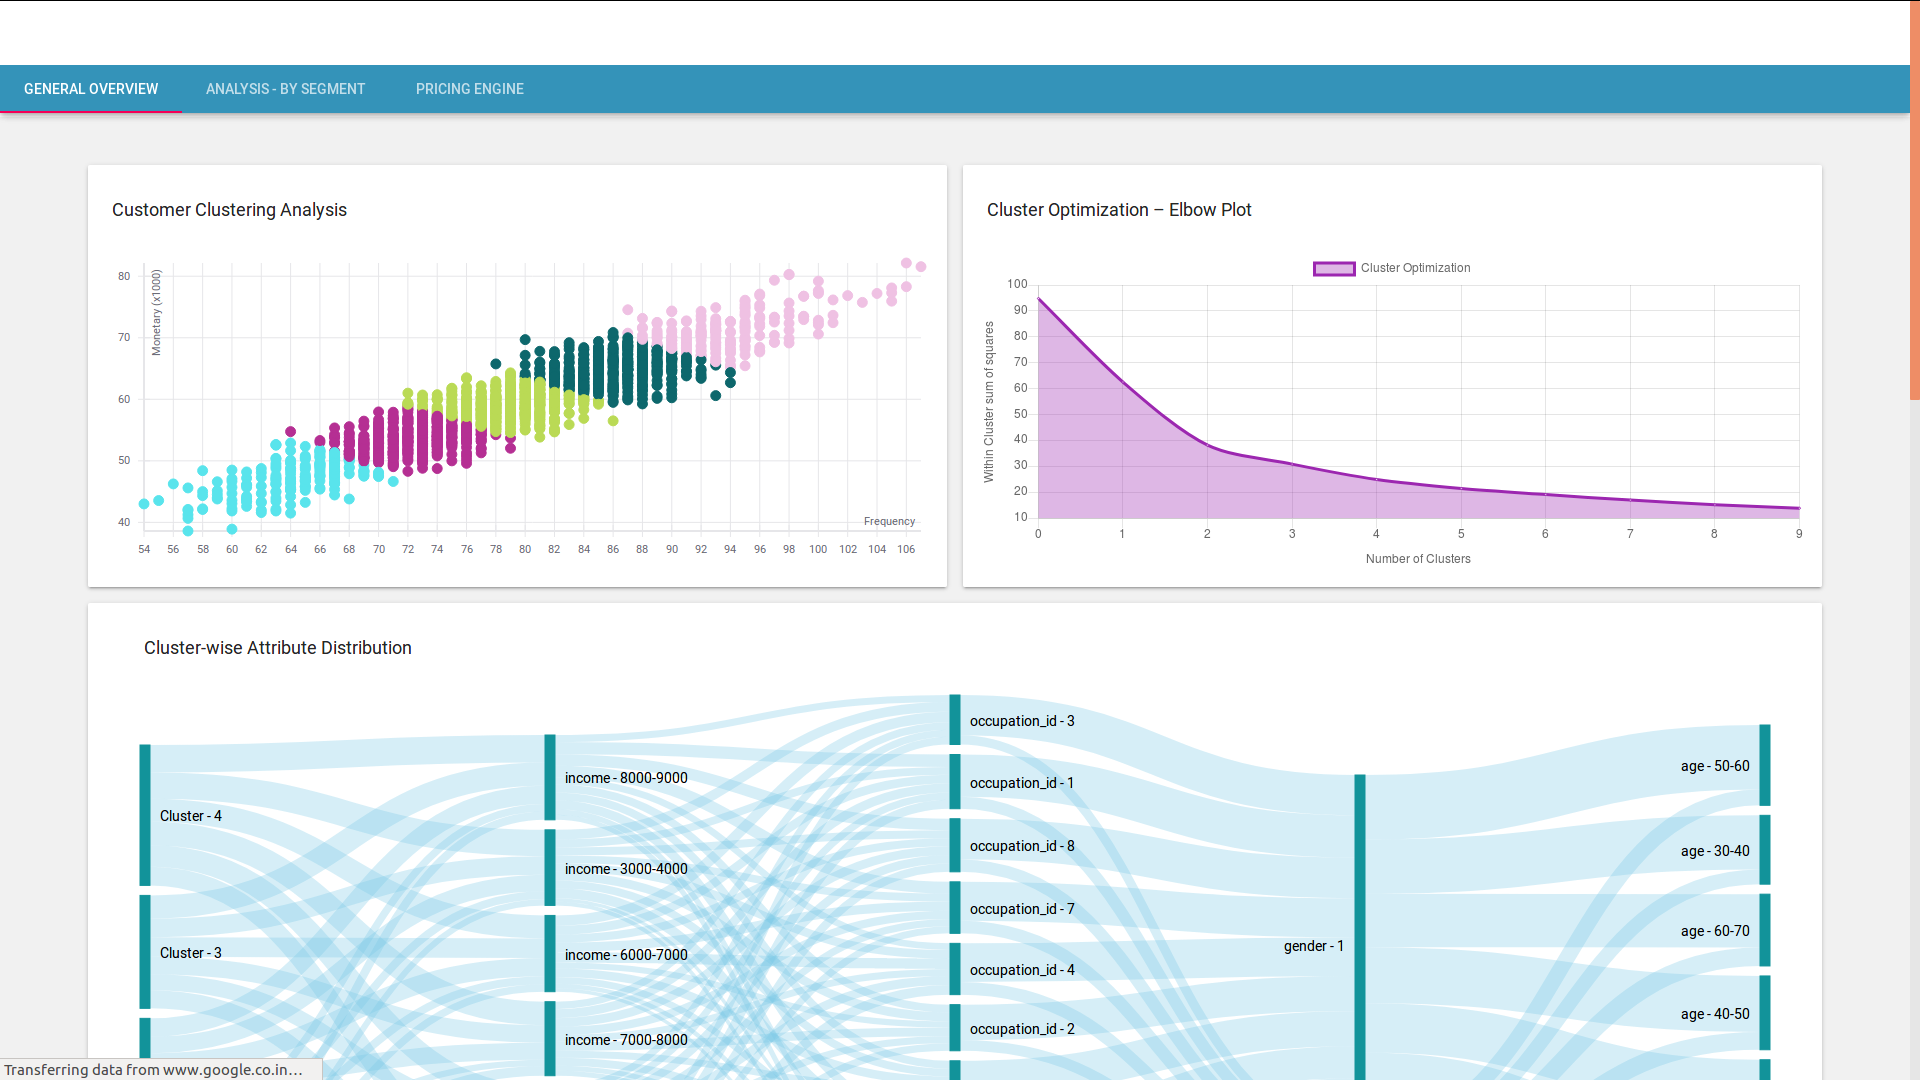 GENERAL OVERVIEW ANALYSIS - BY SEGMENT PRICING ENGINE
Customer Clustering Analysis
80
70
60
50
40
Monetary (x1000)
Frequency
54 56 58 60 62 64 66 68 70 72 74 76 78 80 82 84 86 88 90 92 94 96 98 100 102 104 106
Cluster Optimization – Elbow Plot
Cluster Optimization
100
90
80
70
60
50
40
30
20
10
Within Cluster sum of squares
0 1 2 3 4 5 6 7 8 9
Number of Clusters
Cluster-wise Attribute Distribution
Cluster - 4
Cluster - 3
income - 8000-9000
income - 3000-4000
income - 6000-7000
income - 7000-8000
occupation_id - 3
occupation_id - 1
occupation_id - 8
occupation_id - 7
occupation_id - 4
occupation_id - 2
gender - 1
age - 50-60
age - 30-40
age - 60-70
age - 40-50
Transferring data from www.google.co.in...